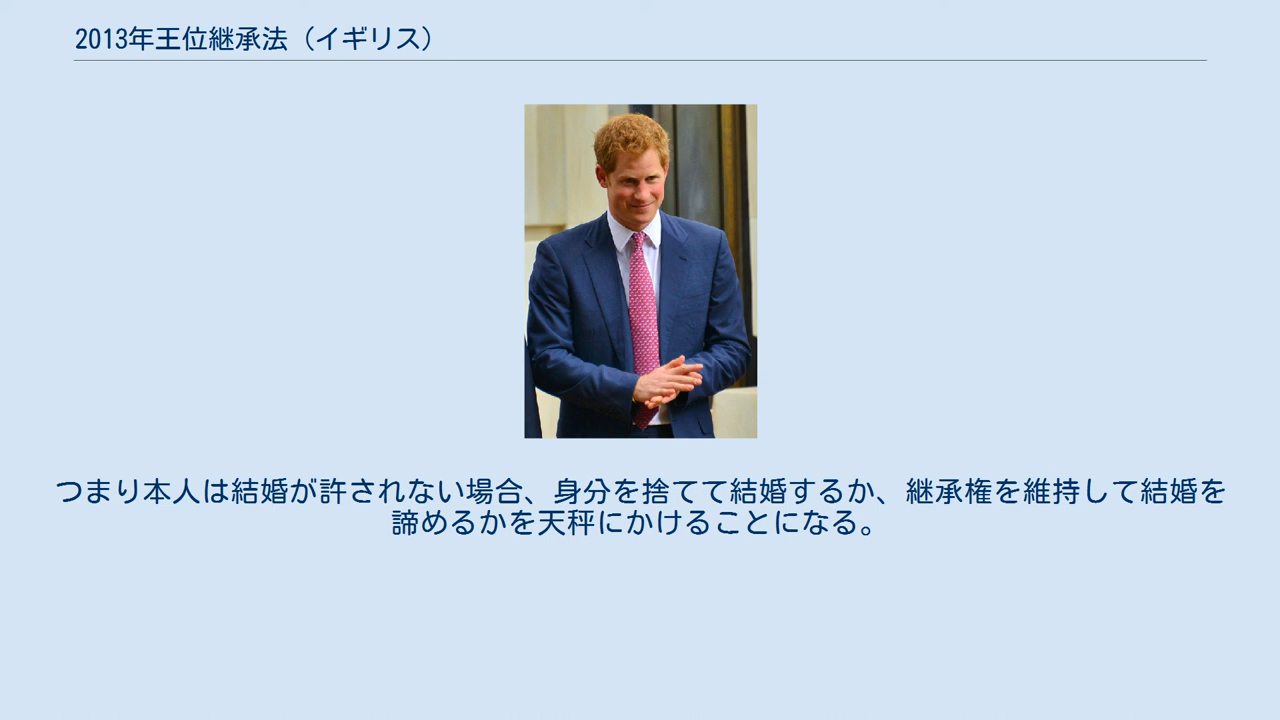 2013年王位継承法（イギリス）
つまり本人は結婚が許されない場合、身分を捨てて結婚するか、継承権を維持して結婚を
諦めるかを天秤にかけることになる。